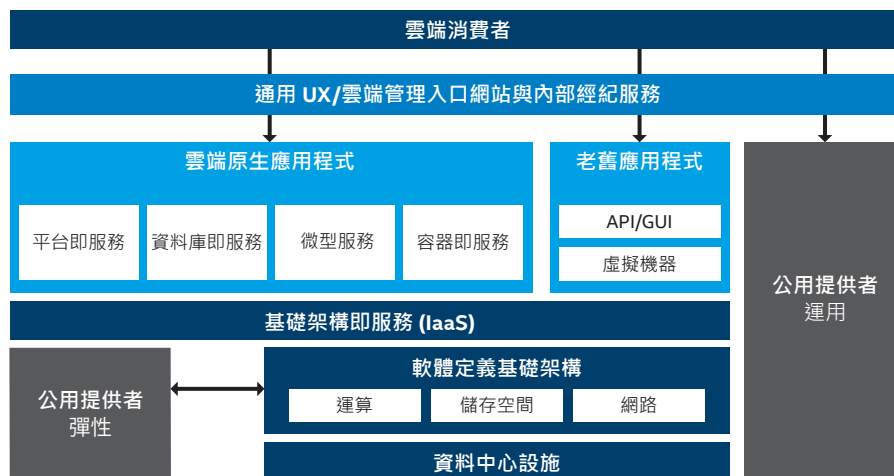 雲端消費者
通用 UX/雲端管理入口網站與內部經紀服務
雲端原生應用程式
平台即服務
資料庫即服務
微型服務
容器即服務
老舊應用程式
API/GUI
虛擬機器
公用提供者
運用
基礎架構即服務 (IaaS)
公用提供者
彈性
軟體定義基礎架構
運算
儲存空間
網路
資料中心設施